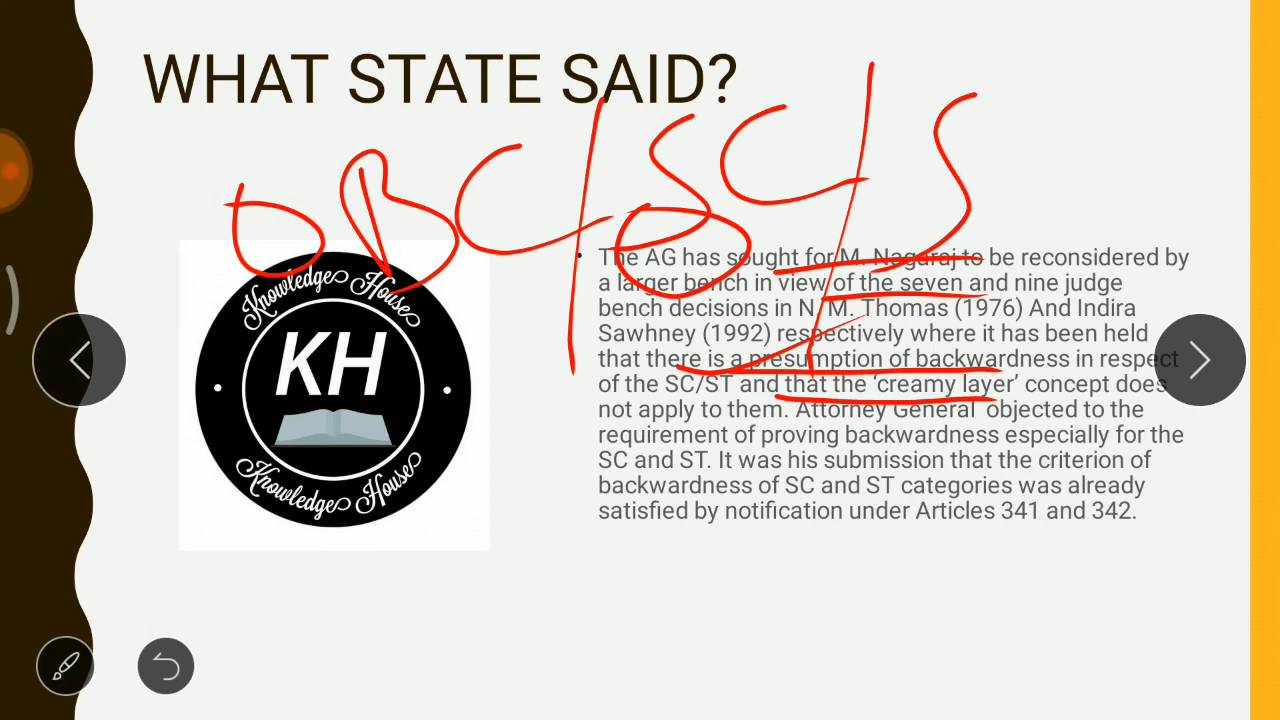 WHAT STATE SAID?
OBC/SC/S
Knowledge House
KH
Knowledge House
• The AG has sought for M. Nagaraj to be reconsidered by
a larger bench in view of the seven and nine judge
bench decisions in N. M. Thomas (1976) And Indira
Sawhney (1992) respectively where it has been held
that there is a presumption of backwardness in respect
of the SC/ST and that the ‘creamy layer’ concept does
not apply to them. Attorney General objected to the
requirement of proving backwardness especially for the
SC and ST. It was his submission that the criterion of
backwardness of SC and ST categories was already
satisfied by notification under Articles 341 and 342.